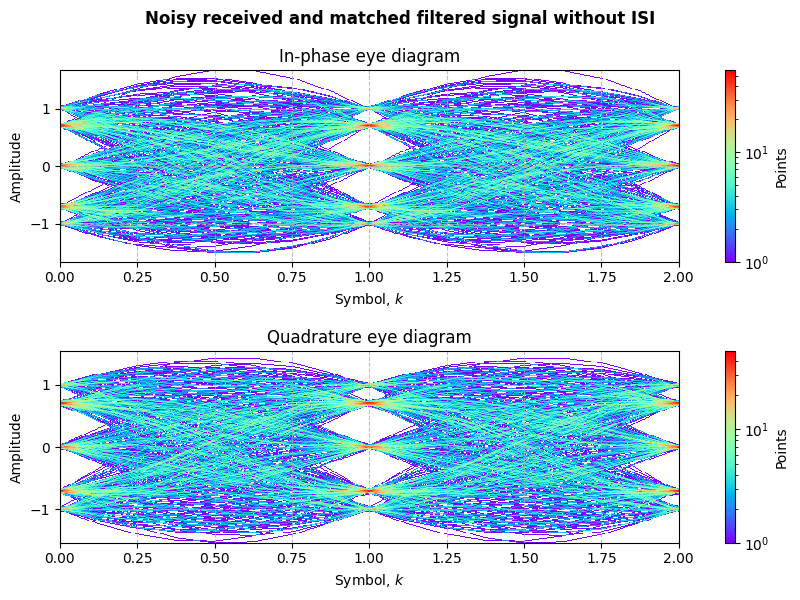 Noisy received and matched filtered signal without ISI
In-phase eye diagram
Amplitude
1
0
−1
0.00 0.25 0.50 0.75 1.00 1.25 1.50 1.75 2.00
Symbol, k
10¹
10⁰
Points
Quadrature eye diagram
Amplitude
1
0
−1
0.00 0.25 0.50 0.75 1.00 1.25 1.50 1.75 2.00
Symbol, k
10¹
10⁰
Points